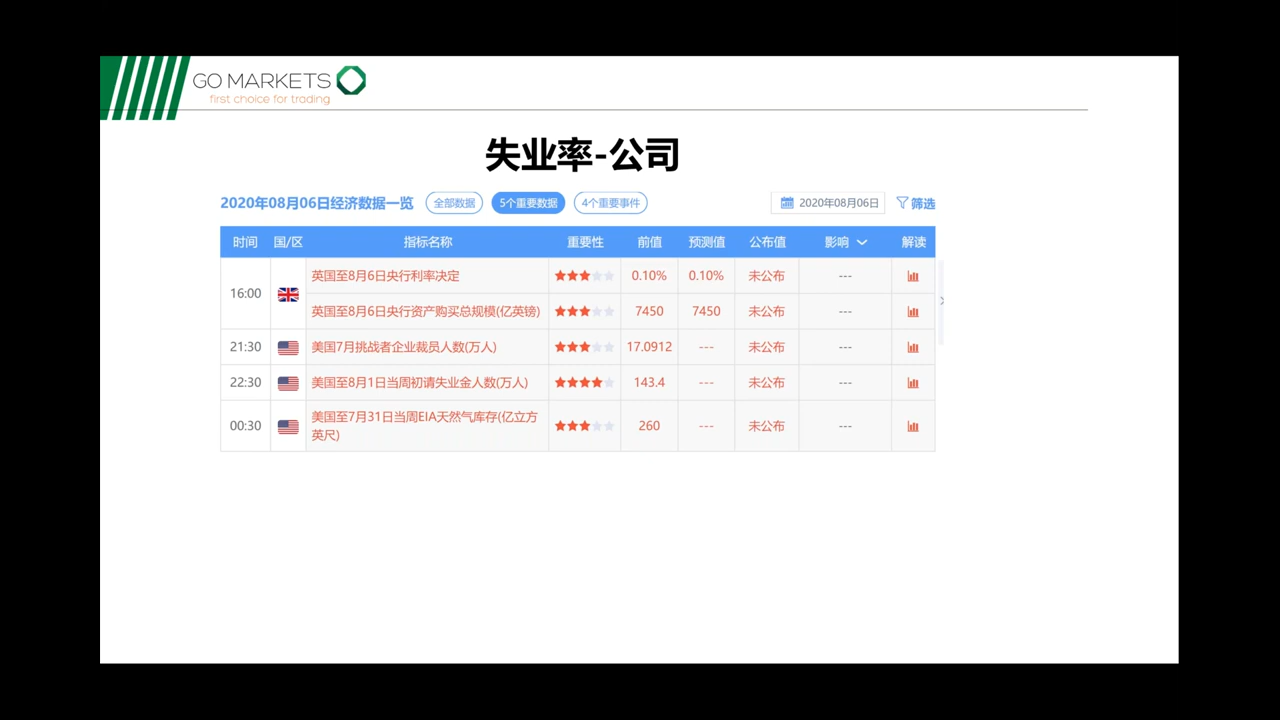 GO MARKETS
first choice for trading
失业率-公司
2020年08月06日经济数据一览 全部数据 5个重要数据 4个重要事件 2020年08月06日 筛选
时间 国/区 指标名称 重要性 前值 预测值 公布值 影响 解读
16:00 英国至8月6日央行利率决定 0.10% 0.10% 未公布 ---
英国至8月6日央行资产购买总规模(亿英镑) 7450 7450 未公布 ---
21:30 美国7月挑战者企业裁员人数(万人) 17.0912 --- 未公布 ---
22:30 美国至8月1日当周初请失业金人数(万人) 143.4 --- 未公布 ---
00:30 美国至7月31日当周EIA天然气库存(亿立方
英尺) 260 --- 未公布 ---